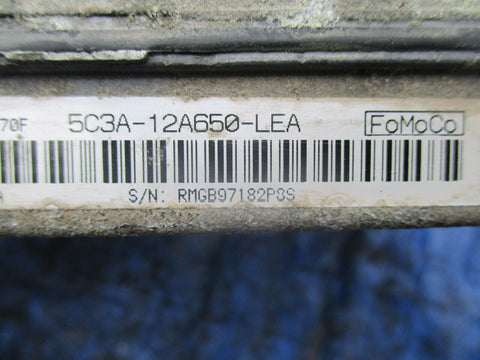 70F 5C3A-12A650-LEA FoMoCo
A S/N: RMGB97182P3S